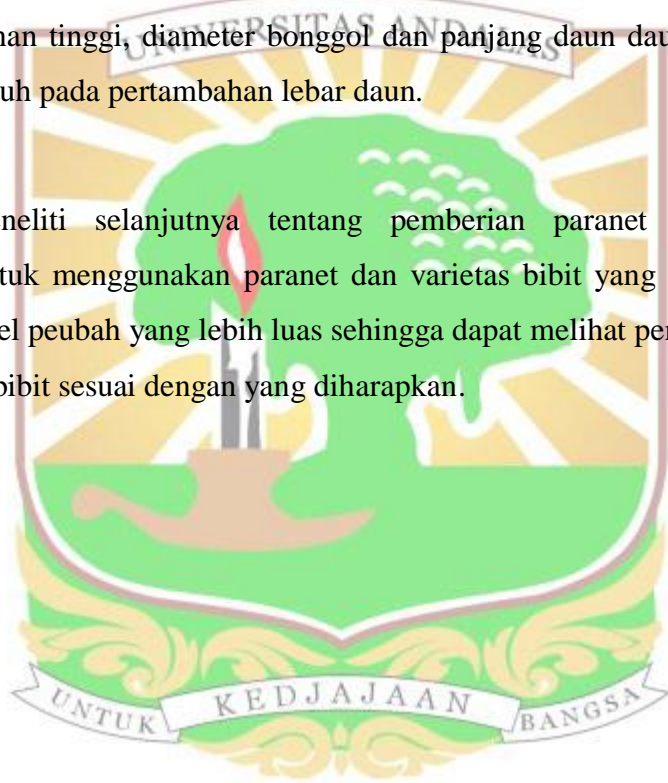 han tinggi, diameter bonggol dan panjang daun dau
UNIVERSITAS ANDALAS
uh pada pertambahan lebar daun.
neliti selanjutnya tentang pemberian paranet
tuk menggunakan paranet dan varietas bibit yang
el peubah yang lebih luas sehingga dapat melihat per
bibit sesuai dengan yang diharapkan.
UNTUK KEDJAJAAN BANGSA